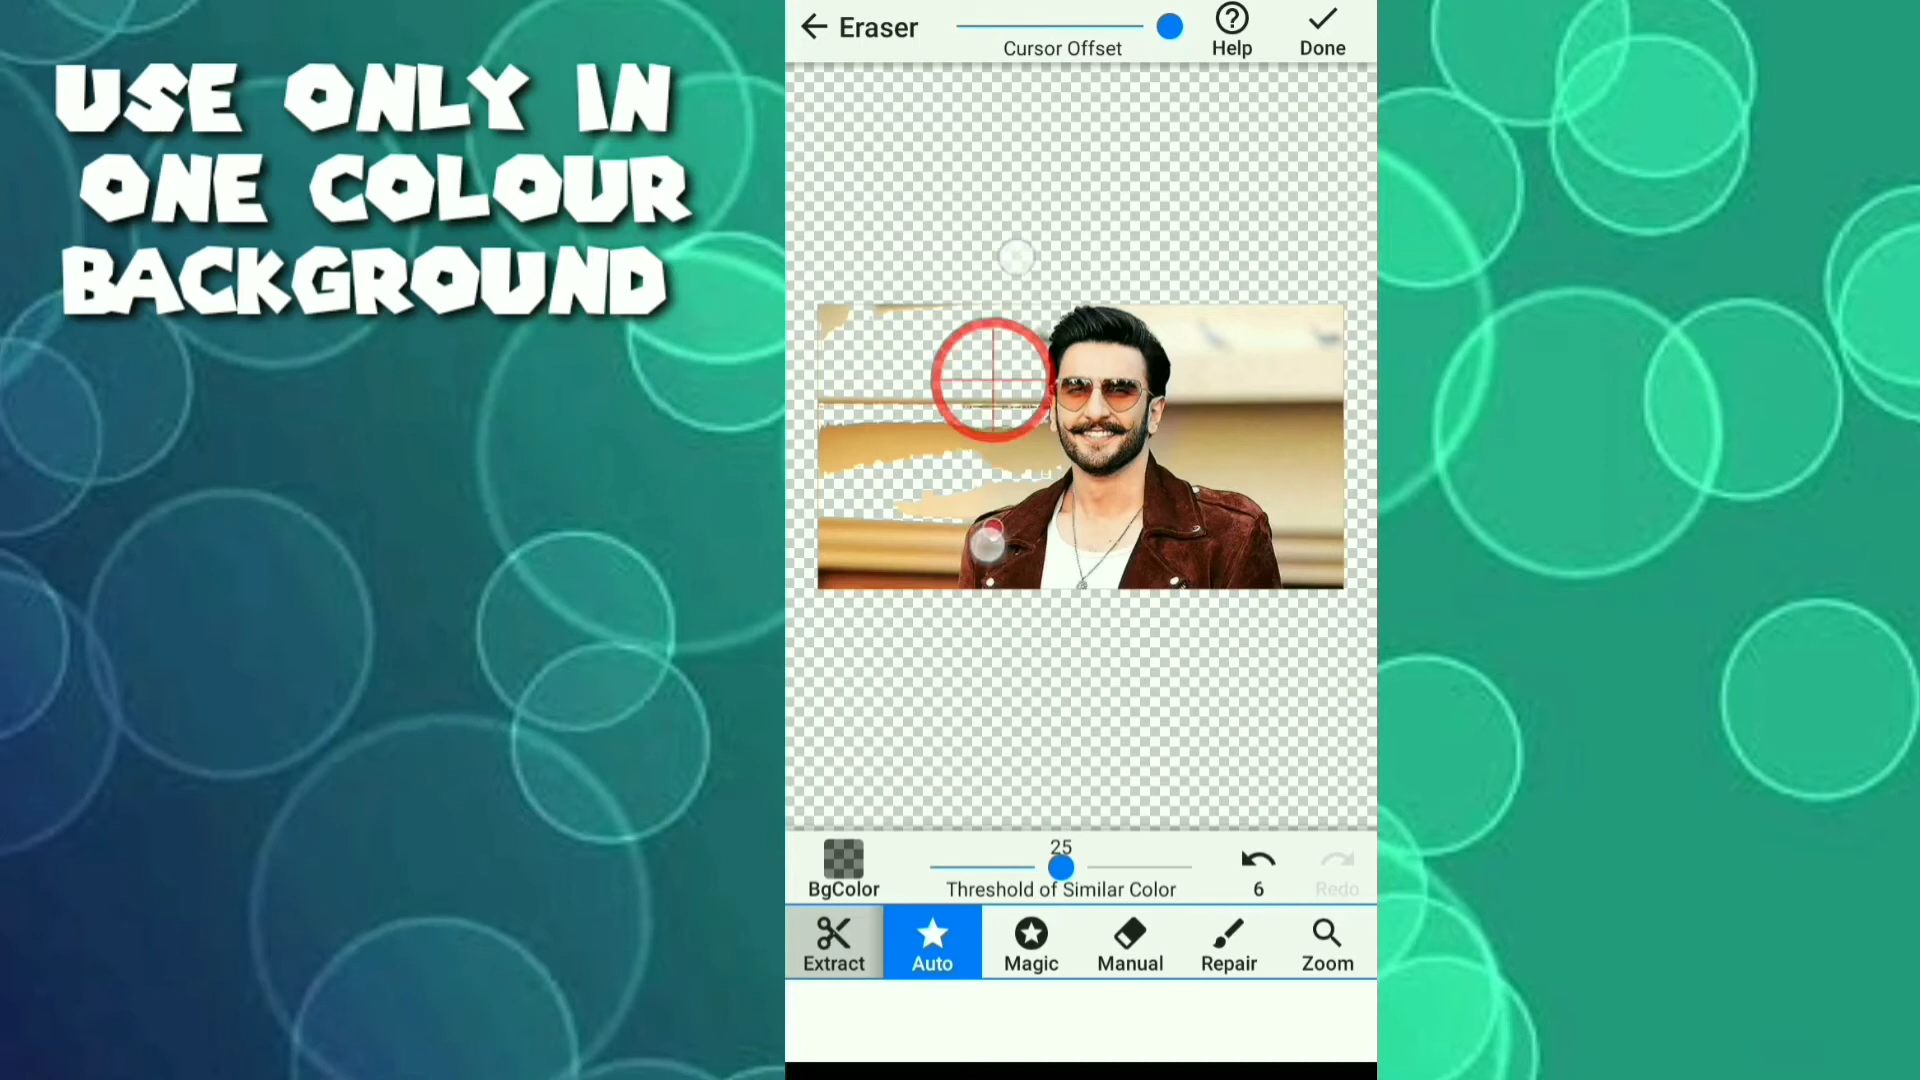 USE ONLY IN
ONE COLOUR
BACKGROUND
Eraser
Cursor Offset
Help
Done
25
BgColor
Threshold of Similar Color
6
Redo
Extract
Auto
Magic
Manual
Repair
Zoom